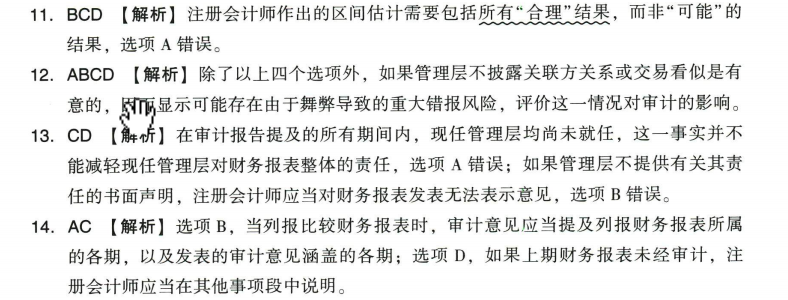 11. BCD 【解析】注册会计师作出的区间估计需要包括所有“合理”结果，而非“可能”的
结果，选项 A 错误。
12. ABCD 【解析】除了以上四个选项外，如果管理层不披露关联方关系或交易看似是有
意的，显示可能存在由于舞弊导致的重大错报风险，评价这一情况对审计的影响。
13. CD 【解析】在审计报告提及的所有期间内，现任管理层均尚未就任，这一事实并不
能减轻现任管理层对财务报表整体的责任，选项 A 错误；如果管理层不提供有关其责
任的书面声明，注册会计师应当对财务报表发表无法表示意见，选项 B 错误。
14. AC 【解析】选项 B，当列报比较财务报表时，审计意见应当提及列报财务报表所属
的各期，以及发表的审计意见涵盖的各期；选项 D，如果上期财务报表未经审计，注
册会计师应当在其他事项段中说明。